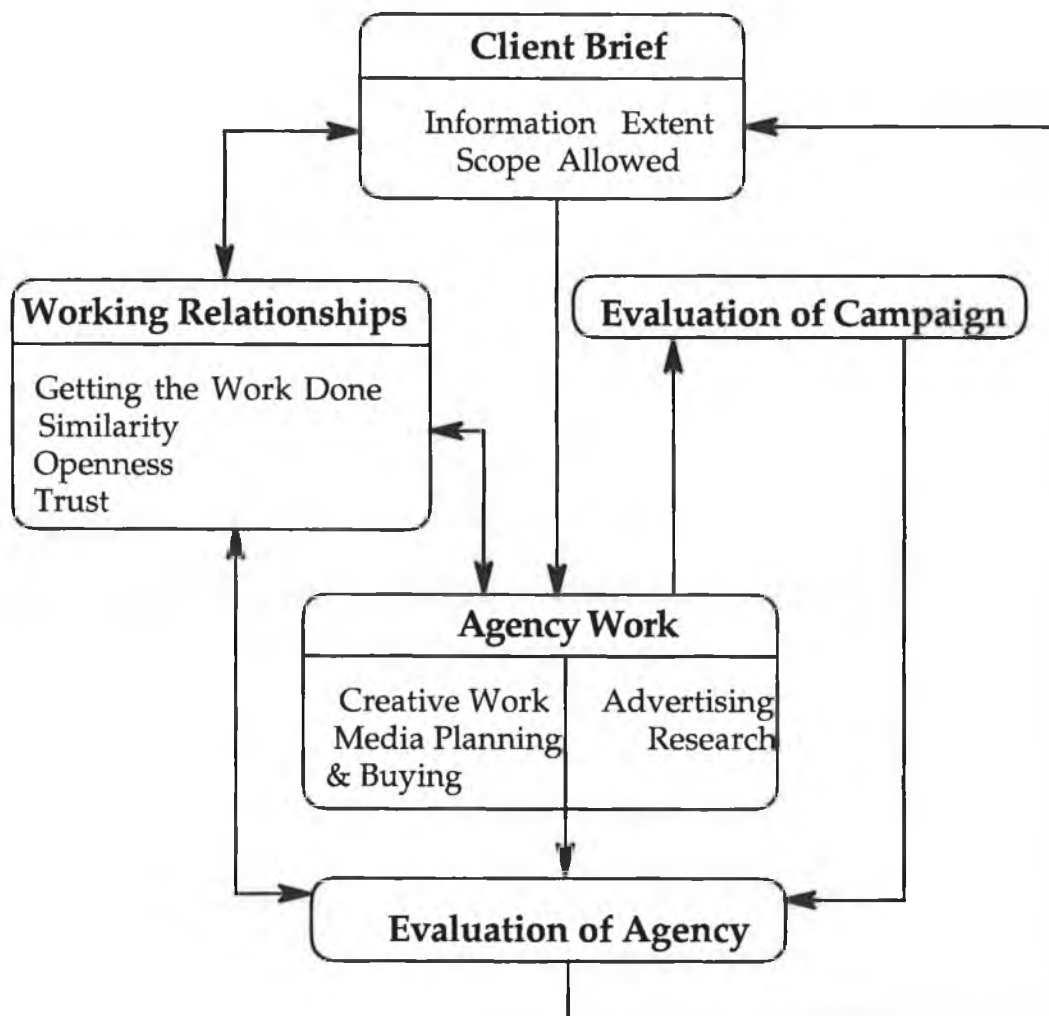 Client Brief
Information Extent
Scope Allowed
Working Relationships
Getting the Work Done
Similarity
Openness
Trust
Evaluation of Campaign
Agency Work
Creative Work
Media Planning
& Buying
Advertising
Research
Evaluation of Agency